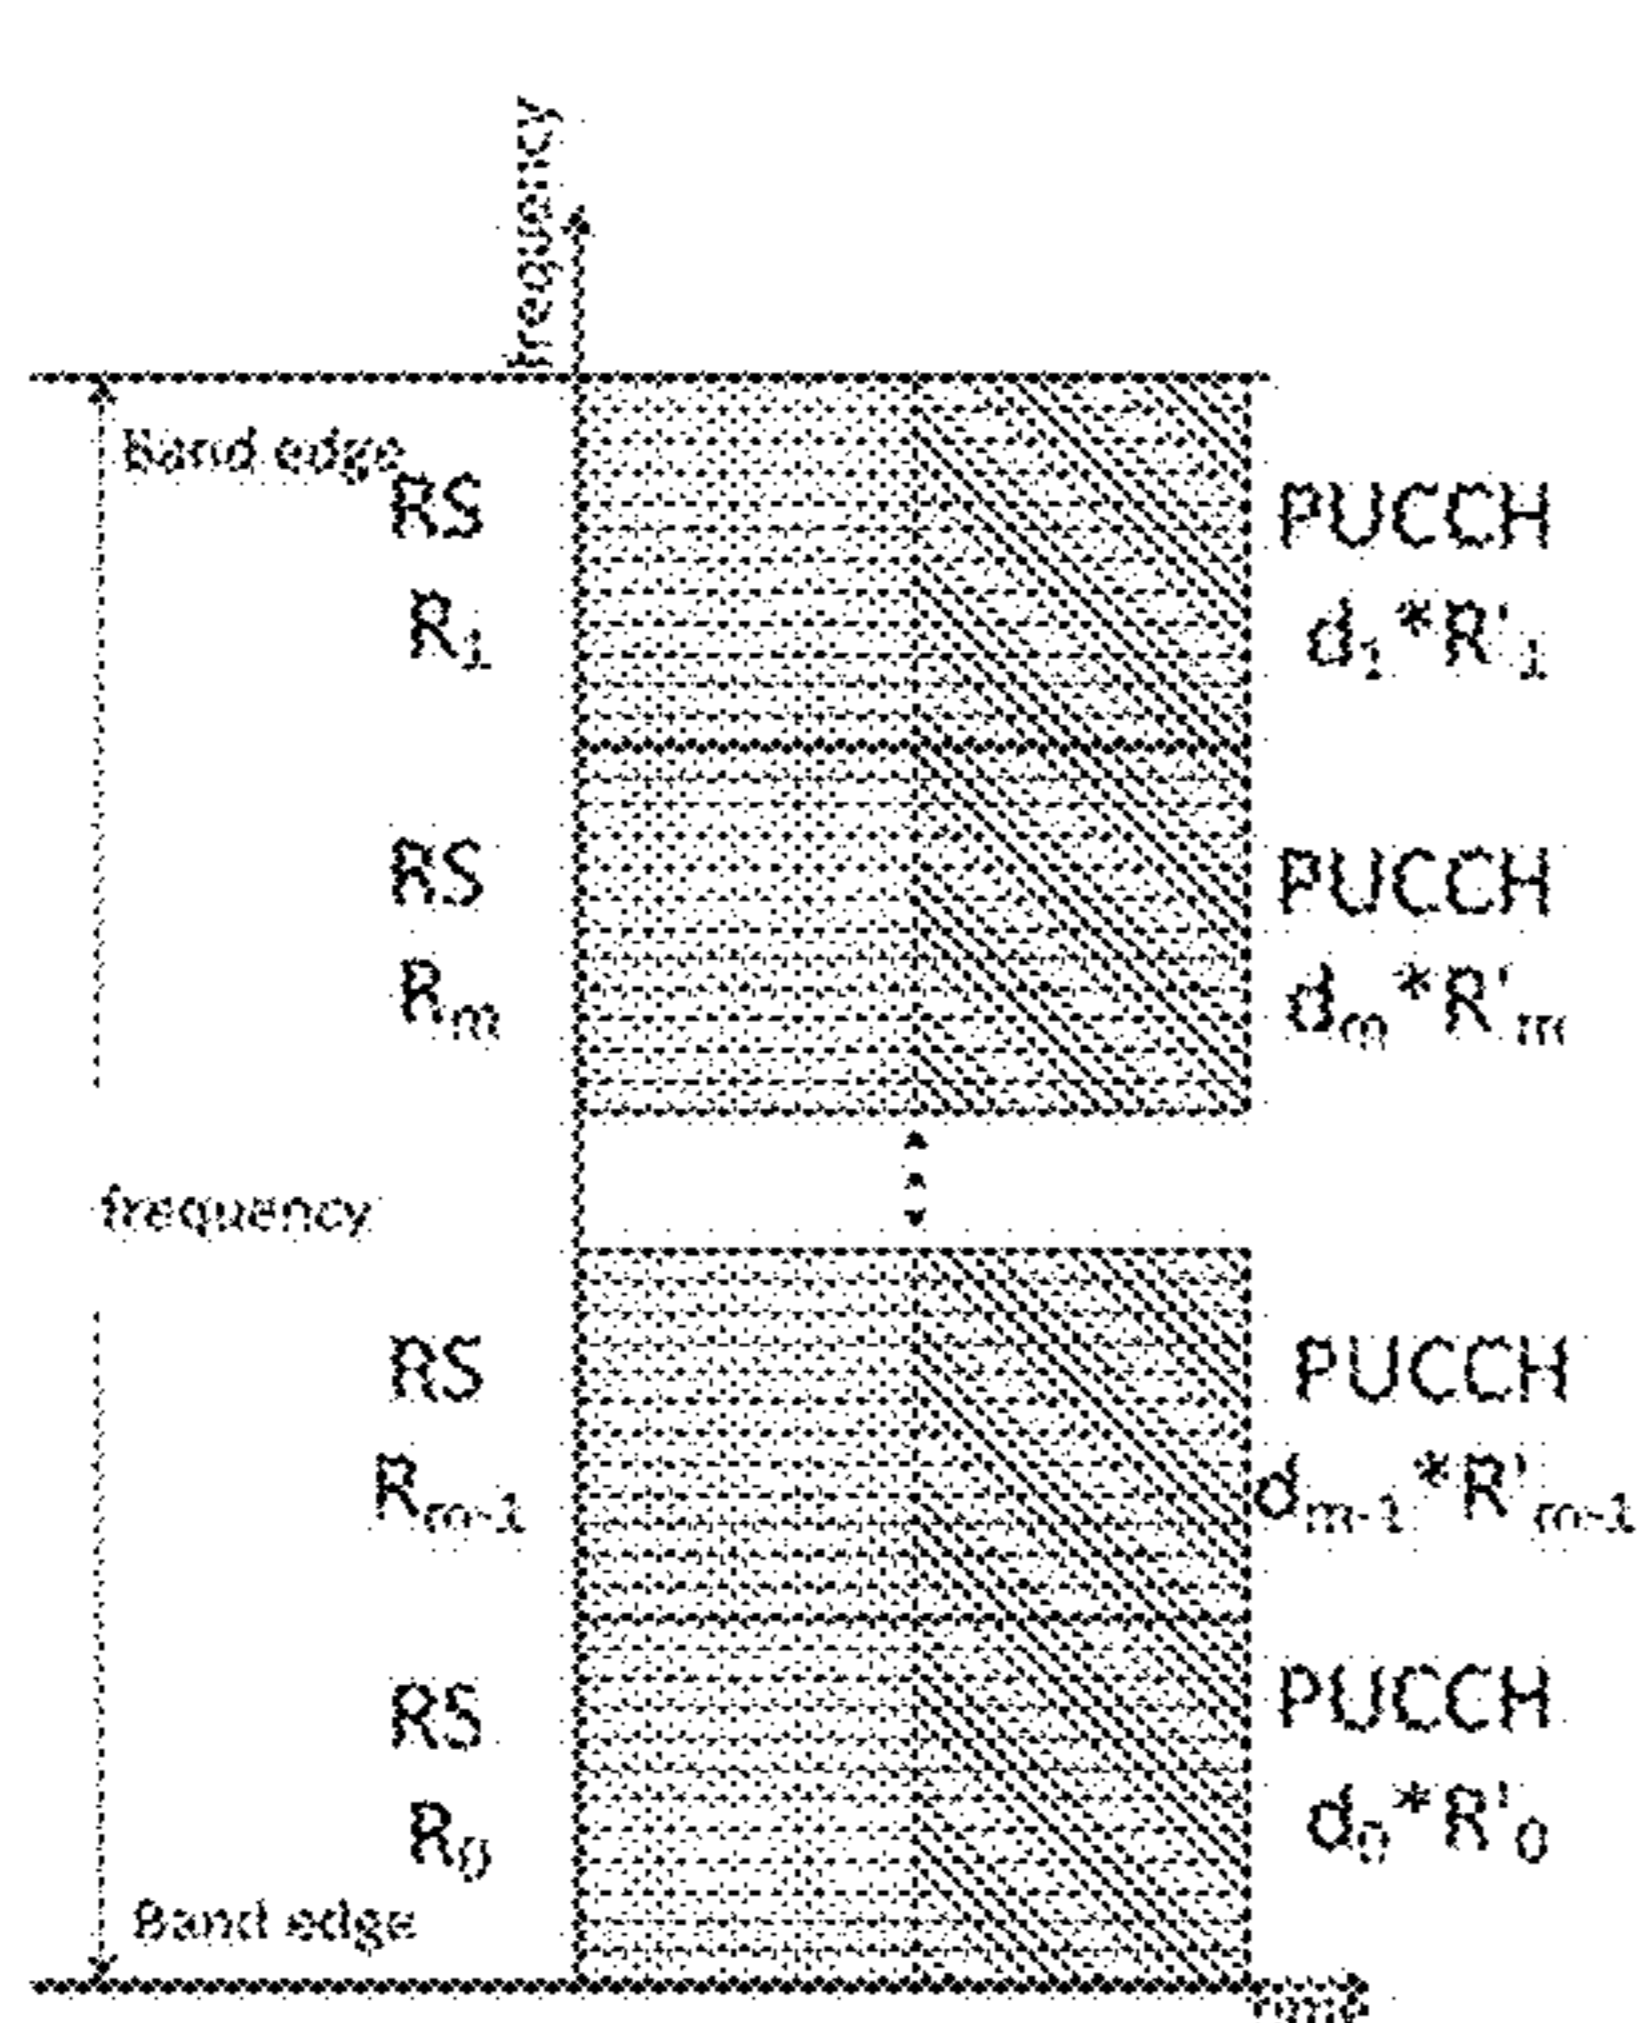 frequency
Band edge
RS PUCCH
R₁ d₁*R'₁
RS PUCCH
Rₘ dₘ*R'ₘ
frequency
RS PUCCH
Rₘ₋₁ dₘ₋₁*R'ₘ₋₁
RS PUCCH
R₀ d₀*R'₀
Band edge
time